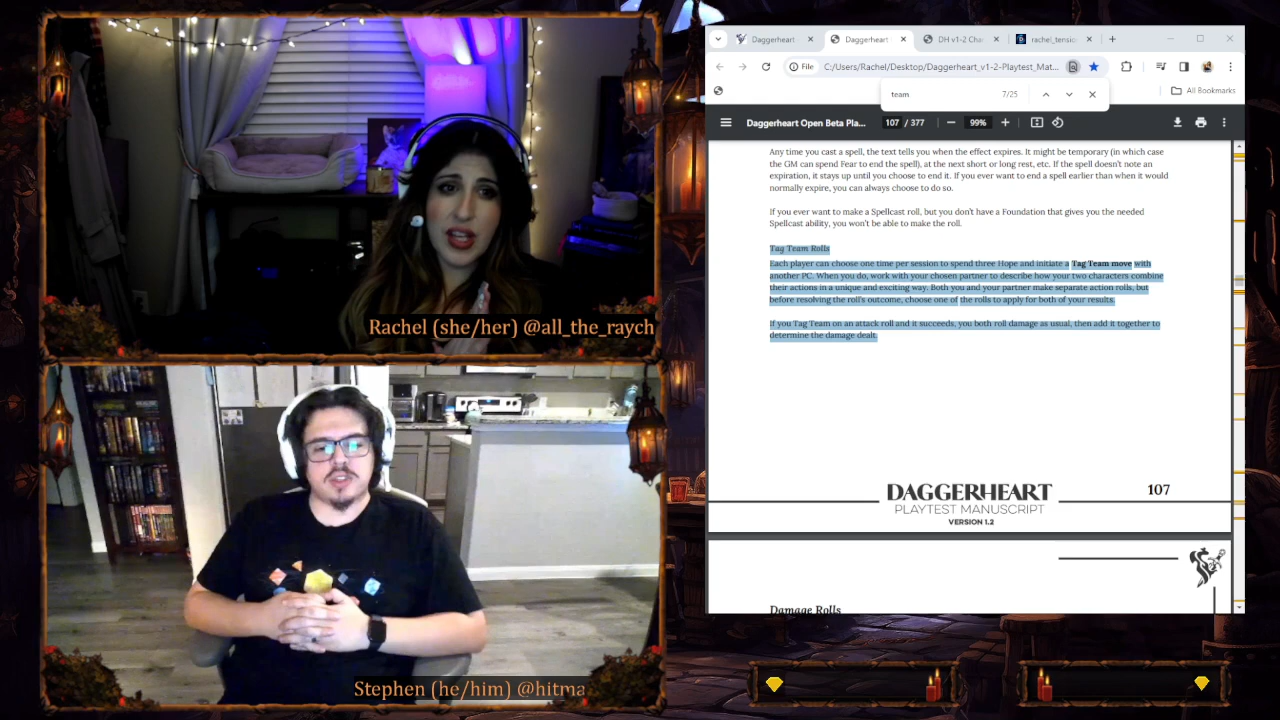 Rachel (she/her) @all_the_raych
Stephen (he/him) @hitma
Daggerheart
Daggerheart
DH v1-2 Cha
rachel_tensio
File
C:/Users/Rachel/Desktop/Daggerheart_v1-2-Playtest_Mat...
All Bookmarks
team
7/25
Daggerheart Open Beta Pla...
107 / 377
99%
Any time you cast a spell, the text tells you when the effect expires. It might be temporary (in which case
the GM can spend Fear to end the spell), at the next short or long rest, etc. If the spell doesn't note an
expiration, it stays up until you choose to end it. If you ever want to end a spell earlier than when it would
normally expire, you can always choose to do so.
If you ever want to make a Spellcast roll, but you don't have a Foundation that gives you the needed
Spellcast ability, you won't be able to make the roll.
Tag Team Rolls
Each player can choose one time per session to spend three Hope and initiate a Tag Team move with
another PC. When you do, work with your chosen partner to describe how your two characters combine
their actions in a unique and exciting way. Both you and your partner make separate action rolls, but
before resolving the roll's outcome, choose one of the rolls to apply for both of your results.
If you Tag Team on an attack roll and it succeeds, you both roll damage as usual, then add it together to
determine the damage dealt.
DAGGERHEART
PLAYTEST MANUSCRIPT
VERSION 1.2
107
Damage Rolls